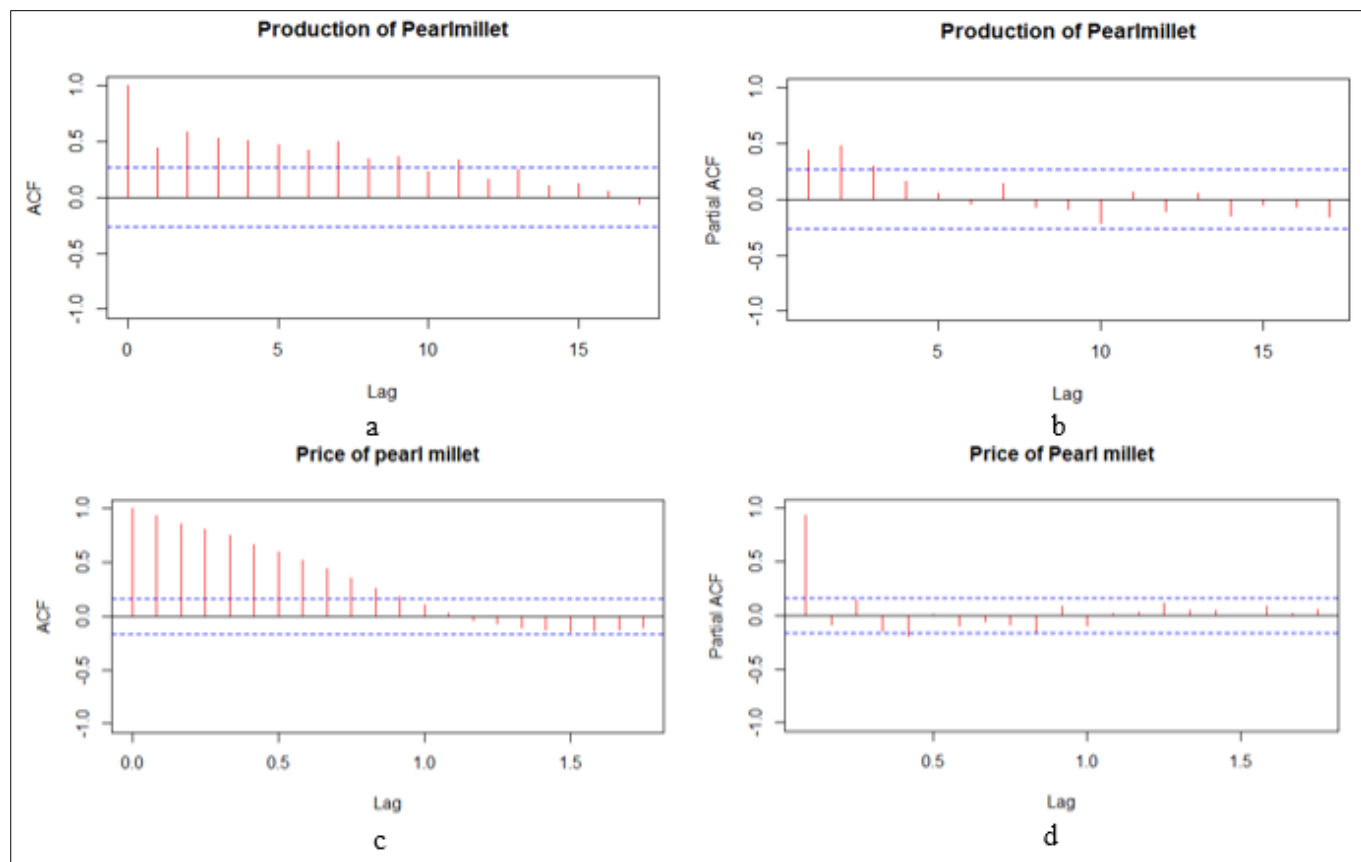 Production of Pearlmillet
ACF
1.0
0.5
0.0
-0.5
-1.0
0 5 10 15
Lag
a
Production of Pearlmillet
Partial ACF
1.0
0.5
0.0
-0.5
-1.0
5 10 15
Lag
b
Price of pearl millet
ACF
1.0
0.5
0.0
-0.5
-1.0
0.0 0.5 1.0 1.5
Lag
c
Price of Pearl millet
Partial ACF
1.0
0.5
0.0
-0.5
-1.0
0.5 1.0 1.5
Lag
d